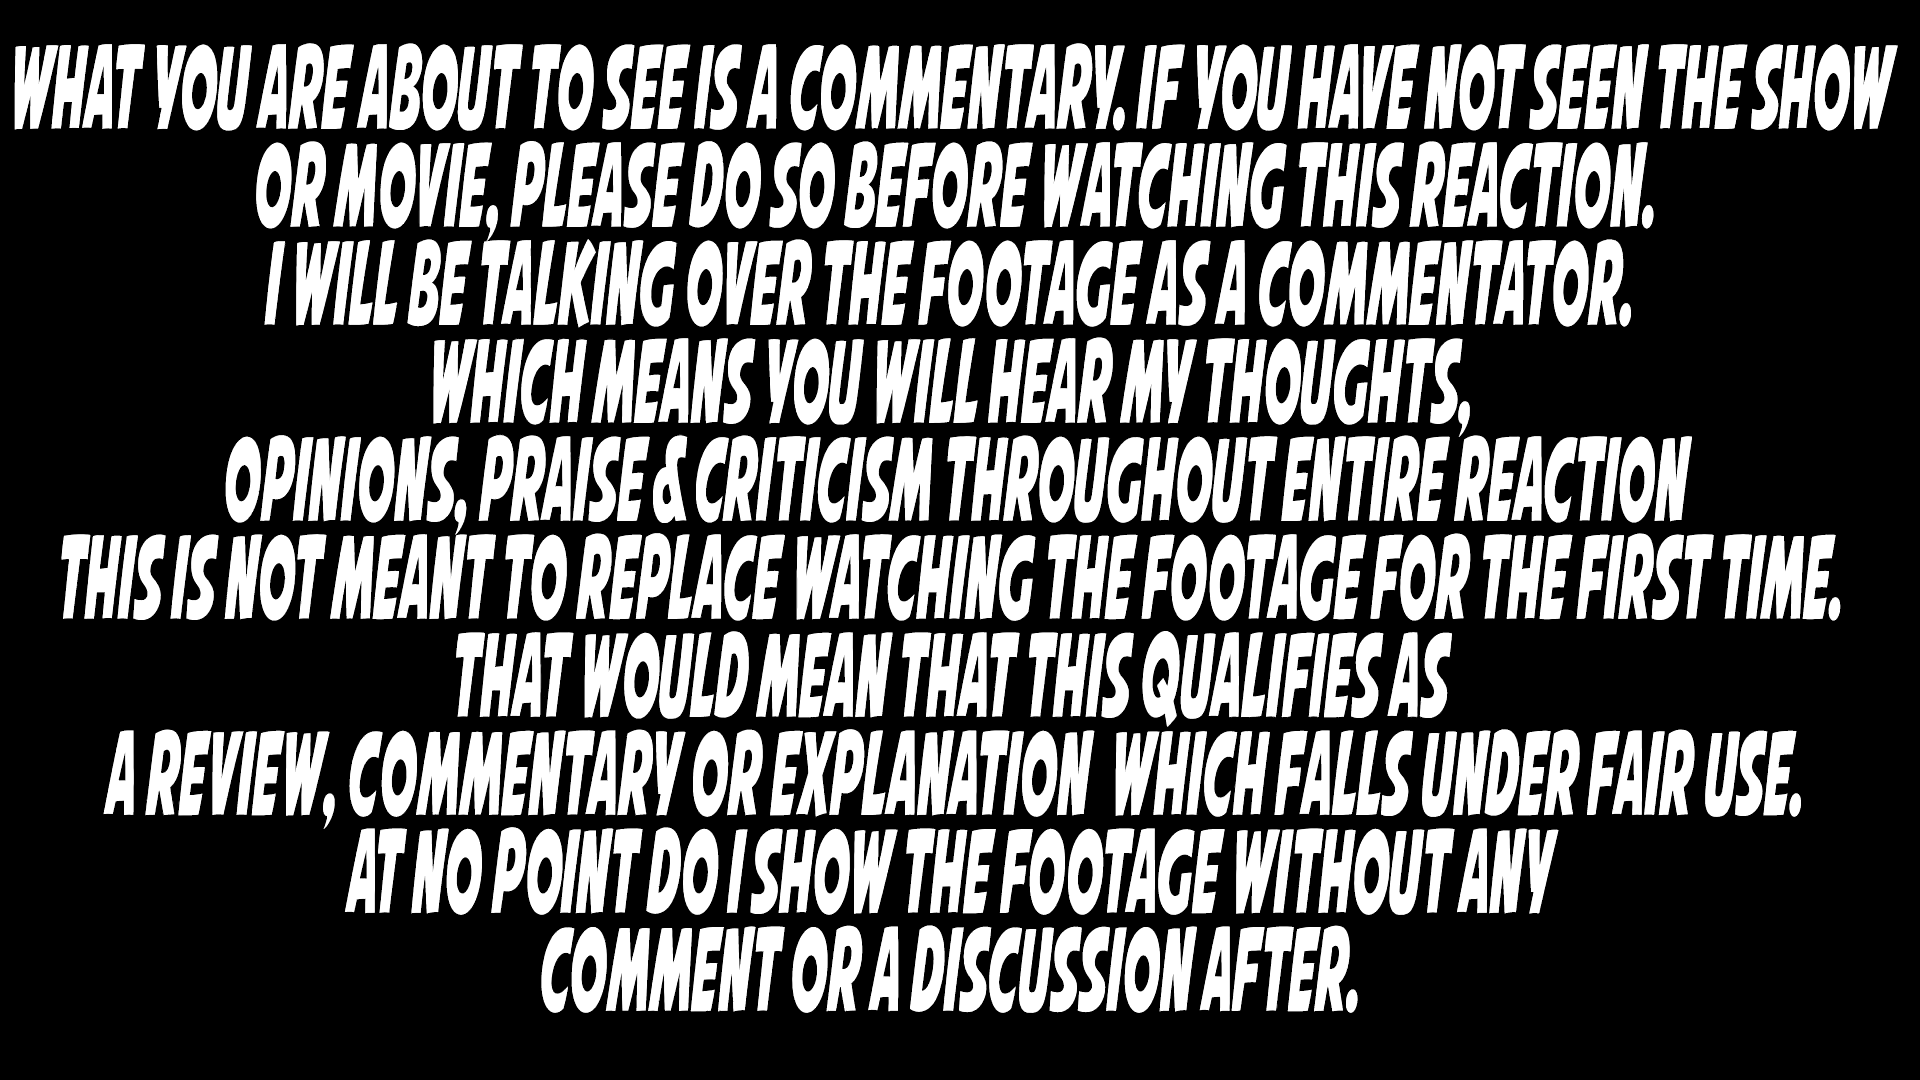 WHAT YOU ARE ABOUT TO SEE IS A COMMENTARY. IF YOU HAVE NOT SEEN THE SHOW
OR MOVIE, PLEASE DO SO BEFORE WATCHING THIS REACTION.
I WILL BE TALKING OVER THE FOOTAGE AS A COMMENTATOR.
WHICH MEANS YOU WILL HEAR MY THOUGHTS,
OPINIONS, PRAISE & CRITICISM THROUGHOUT ENTIRE REACTION
THIS IS NOT MEANT TO REPLACE WATCHING THE FOOTAGE FOR THE FIRST TIME.
THAT WOULD MEAN THAT THIS QUALIFIES AS
A REVIEW, COMMENTARY OR EXPLANATION WHICH FALLS UNDER FAIR USE.
AT NO POINT DO I SHOW THE FOOTAGE WITHOUT ANY
COMMENT OR A DISCUSSION AFTER.